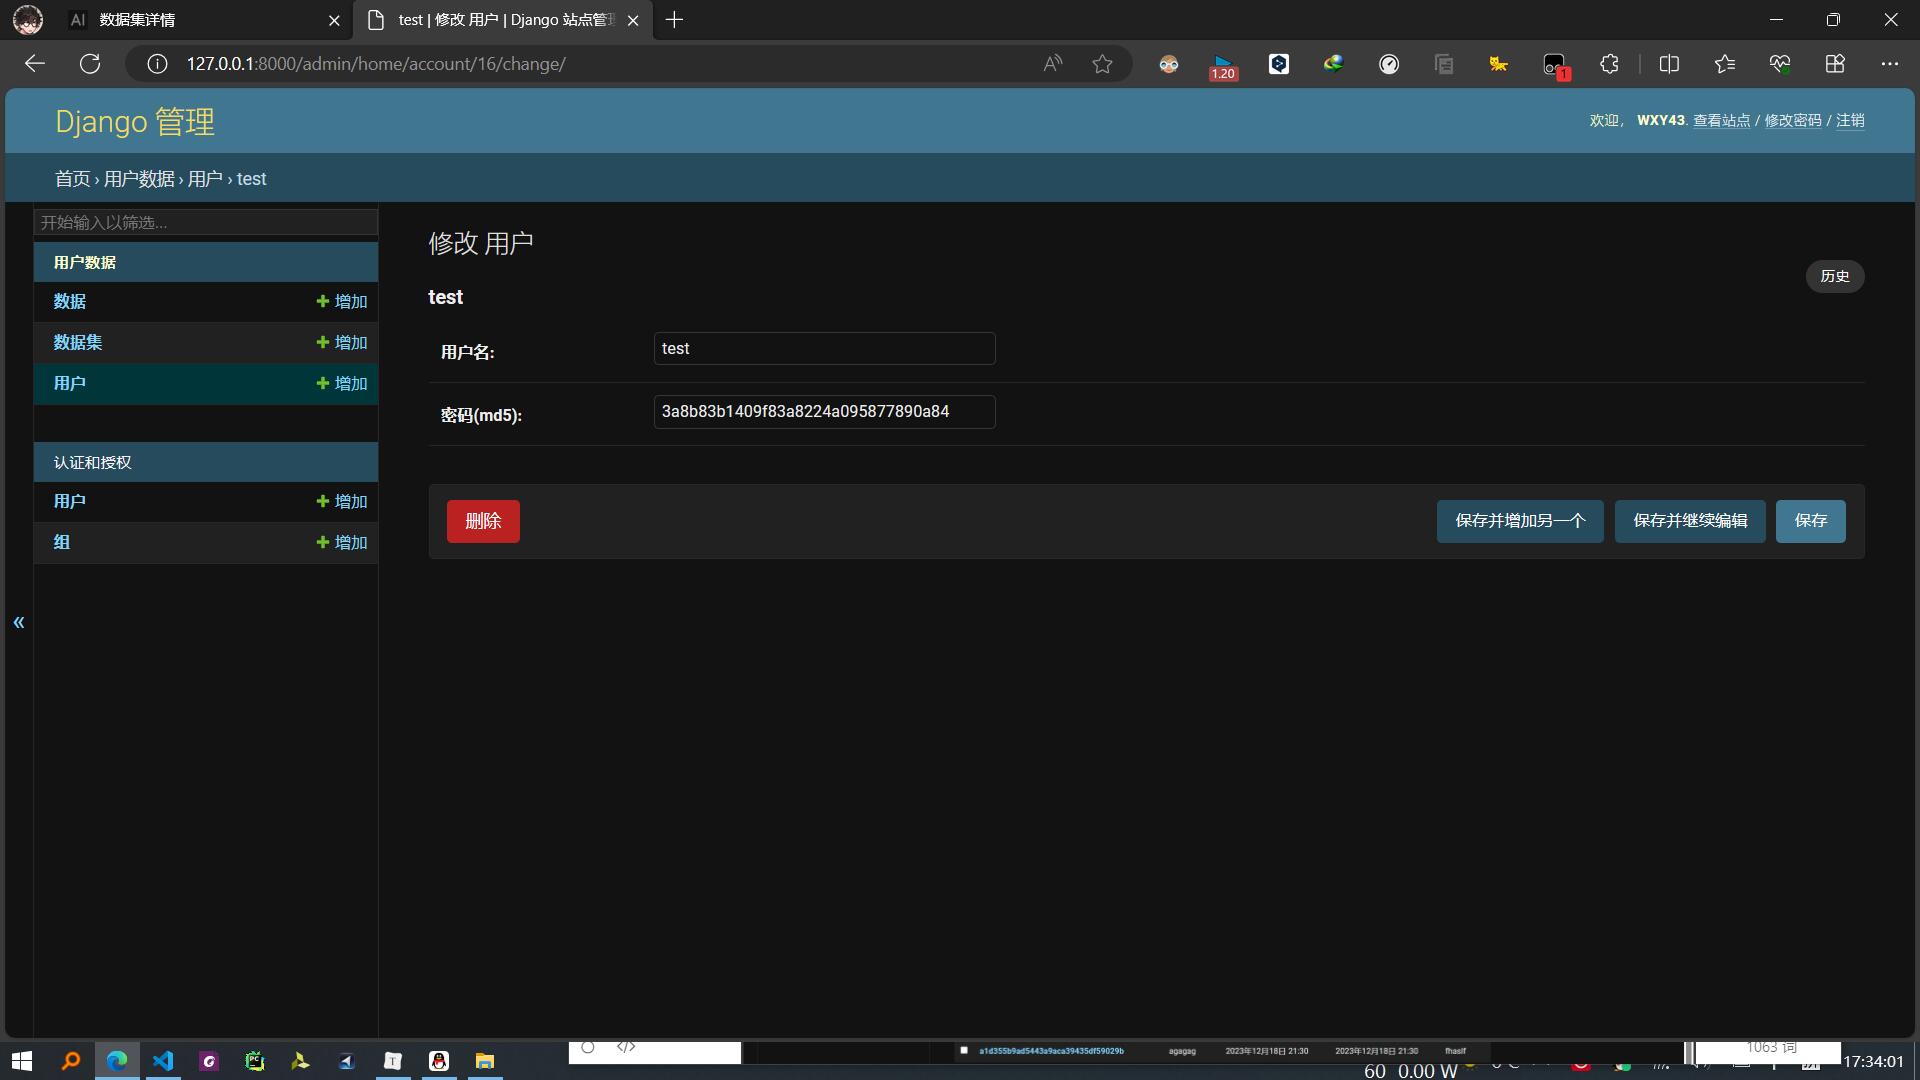 数据集详情
test | 修改 用户 | Django 站点管理
127.0.0.1:8000/admin/home/account/16/change/
1.20
1
Django 管理
欢迎， WXY43. 查看站点 / 修改密码 / 注销
首页 › 用户数据 › 用户 › test
开始输入以筛选...
用户数据
数据 增加
数据集 增加
用户 增加
认证和授权
用户 增加
组 增加
«
修改 用户
历史
test
用户名: test
密码(md5): 3a8b83b1409f83a8224a095877890a84
删除
保存并增加另一个
保存并继续编辑
保存
a1d355b9ad5443a9aca39435df59029b agagag 2023年12月18日 21:30 2023年12月18日 21:30 fhaslf
1063 词
60 0.00 W
17:34:01